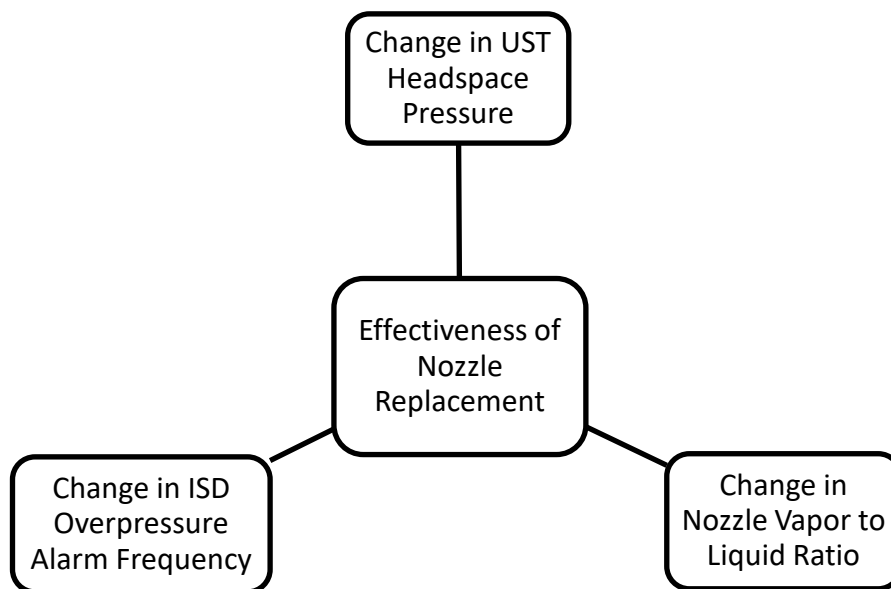 Change in UST
Headspace
Pressure
Effectiveness of
Nozzle
Replacement
Change in ISD
Overpressure
Alarm Frequency
Change in
Nozzle Vapor to
Liquid Ratio